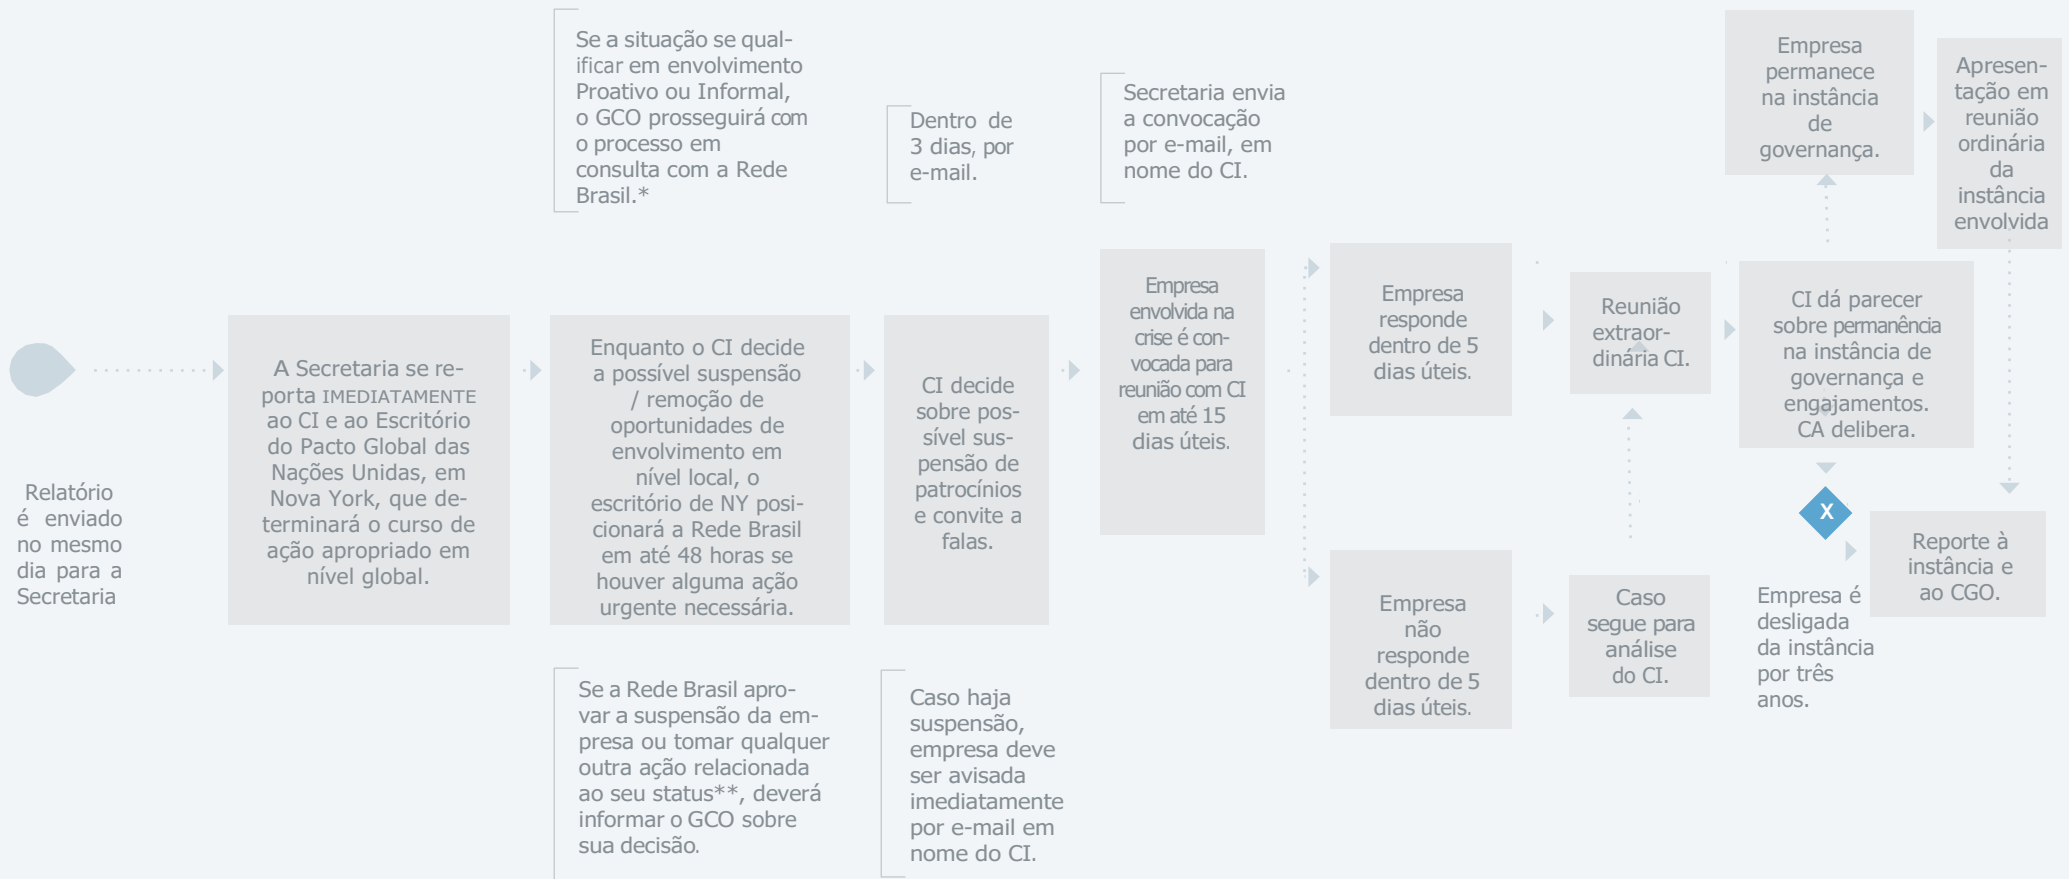 Relatório
é enviado
no mesmo
dia para a
Secretaria
A Secretaria se re-
porta IMEDIATAMENTE
ao CI e ao Escritório
do Pacto Global das
Nações Unidas, em
Nova York, que de-
terminará o curso de
ação apropriado em
nível global.
Se a situação se qual-
ificar em envolvimento
Proativo ou Informal,
o GCO prosseguirá com
o processo em
consulta com a Rede
Brasil.*
Enquanto o CI decide
a possível suspensão
/ remoção de
oportunidades de
envolvimento em
nível local, o
escritório de NY posi-
cionará a Rede Brasil
em até 48 horas se
houver alguma ação
urgente necessária.
Se a Rede Brasil apro-
var a suspensão da em-
presa ou tomar qualquer
outra ação relacionada
ao seu status**, deverá
informar o GCO sobre
sua decisão.
Dentro de
3 dias, por
e-mail.
CI decide
sobre pos-
sível sus-
pensão de
patrocínios
e convite a
falas.
Caso haja
suspensão,
empresa deve
ser avisada
imediatamente
por e-mail em
nome do CI.
Secretaria envia
a convocação
por e-mail, em
nome do CI.
Empresa
envolvida na
crise é con-
vocada para
reunião com CI
em até 15
dias úteis.
Empresa
responde
dentro de 5
dias úteis.
Empresa
não
responde
dentro de 5
dias úteis.
Reunião
extraor-
dinária CI.
Caso
segue para
análise
do CI.
CI dá parecer
sobre permanência
na instância de
governança e
engajamentos.
CA delibera.
Empresa
permanece
na instância
de
governança.
Apresen-
tação em
reunião
ordinária
da
instância
envolvida
X
Empresa é
desligada
da instância
por três
anos.
Reporte à
instância e
ao CGO.